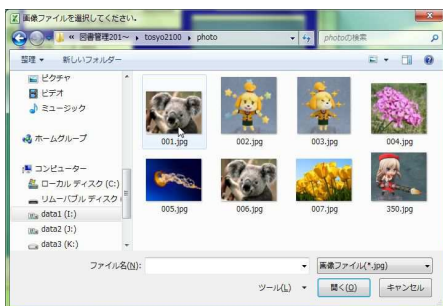 画像ファイルを選択してください。
« 図書管理201～ ▸ tosyo2100 ▸ photo
photoの検索
整理 ▼ 新しいフォルダー
ピクチャ
ビデオ
ミュージック
ホームグループ
コンピューター
ローカル ディスク (C:)
リムーバブル ディスク
data1 (I:)
data2 (J:)
data3 (K:)
001.jpg 002.jpg 003.jpg 004.jpg
005.jpg 006.jpg 007.jpg 350.jpg
ファイル名(N):
画像ファイル(*.jpg)
ツール(L) ▼ 開く(O) キャンセル